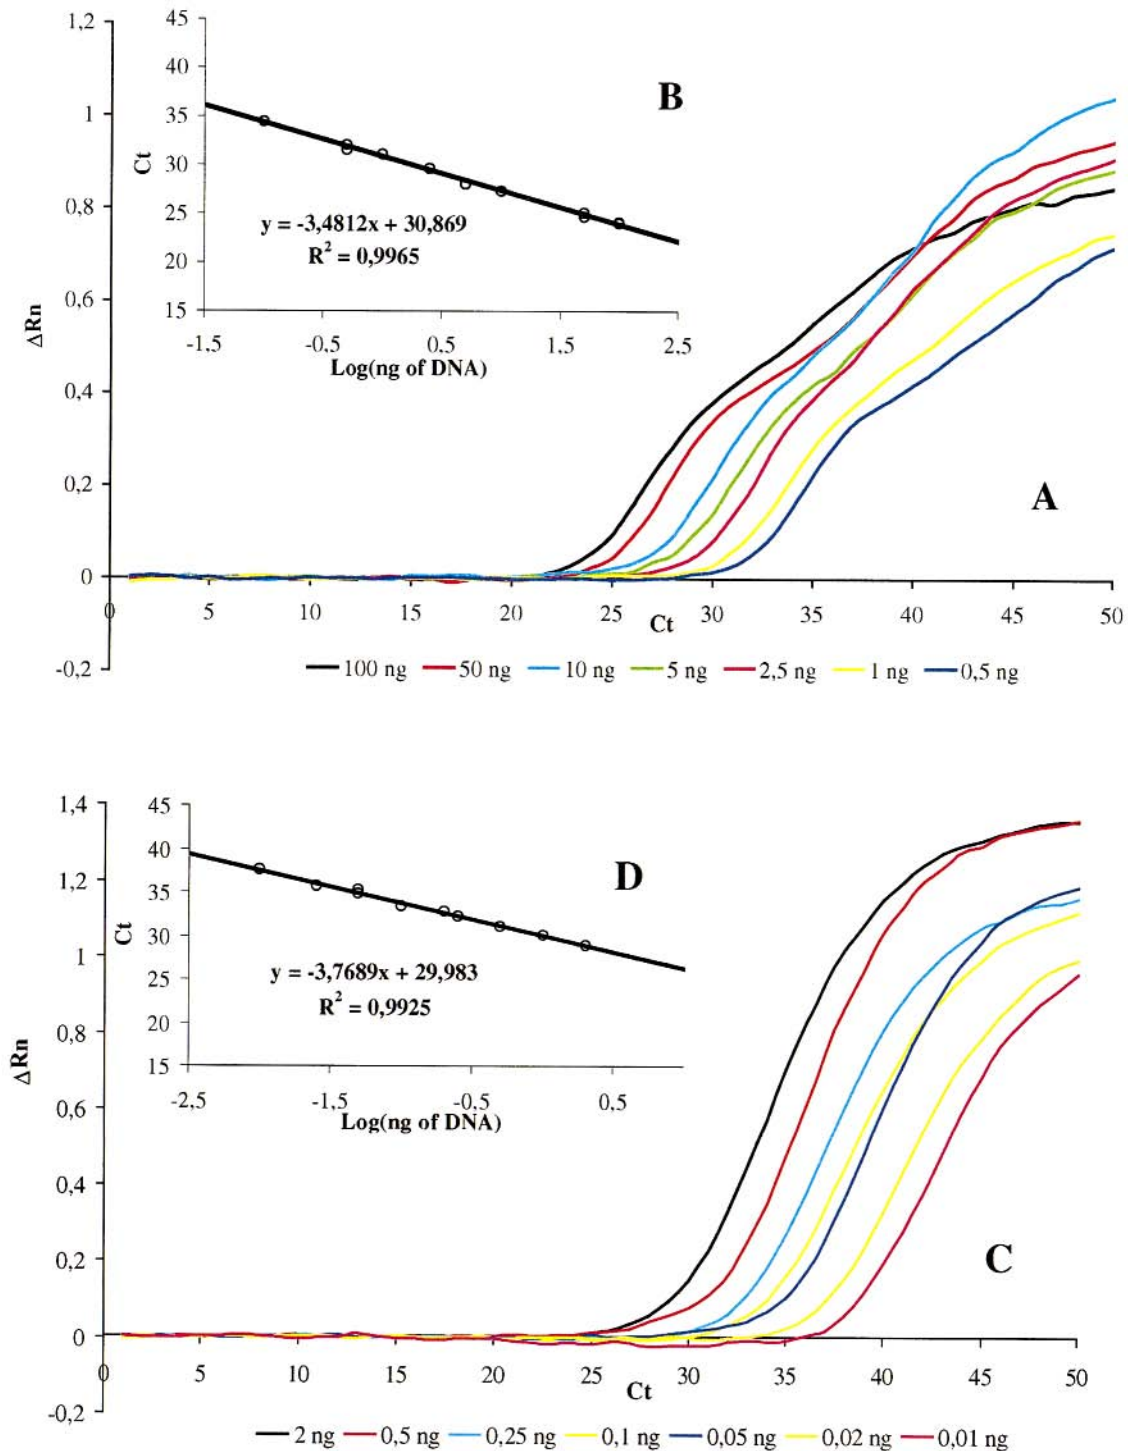 1,2
1
0,8
0,6
0,4
0,2
0
-0,2
ΔRn
45
40
35
30
25
20
15
Ct
B
y = -3,4812x + 30,869
R² = 0,9965
-1,5 -0,5 0,5 1,5 2,5
Log(ng of DNA)
A
0 5 10 15 20 25 30 35 40 45 50
Ct
100 ng 50 ng 10 ng 5 ng 2,5 ng 1 ng 0,5 ng
1,4
1,2
1
0,8
0,6
0,4
0,2
0
-0,2
ΔRn
45
40
35
30
25
20
15
Ct
D
y = -3,7689x + 29,983
R² = 0,9925
-2,5 -1,5 -0,5 0,5
Log(ng of DNA)
C
0 5 10 15 20 25 30 35 40 45 50
Ct
2 ng 0,5 ng 0,25 ng 0,1 ng 0,05 ng 0,02 ng 0,01 ng